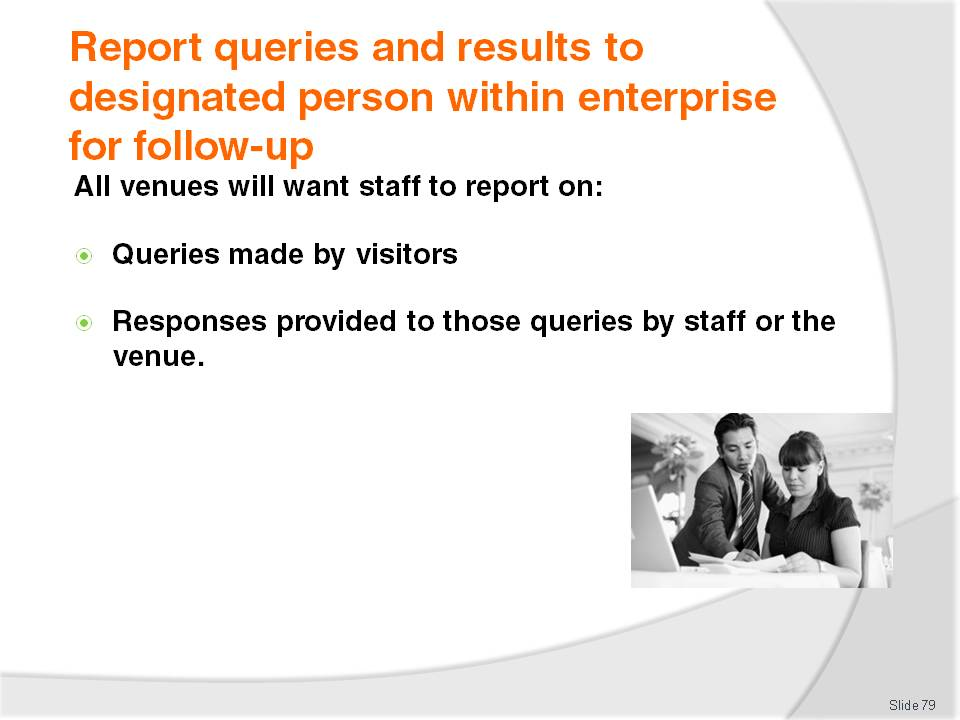 Report queries and results to
designated person within enterprise
for follow-up
All venues will want staff to report on:
Queries made by visitors
Responses provided to those queries by staff or the
venue.
Slide 79